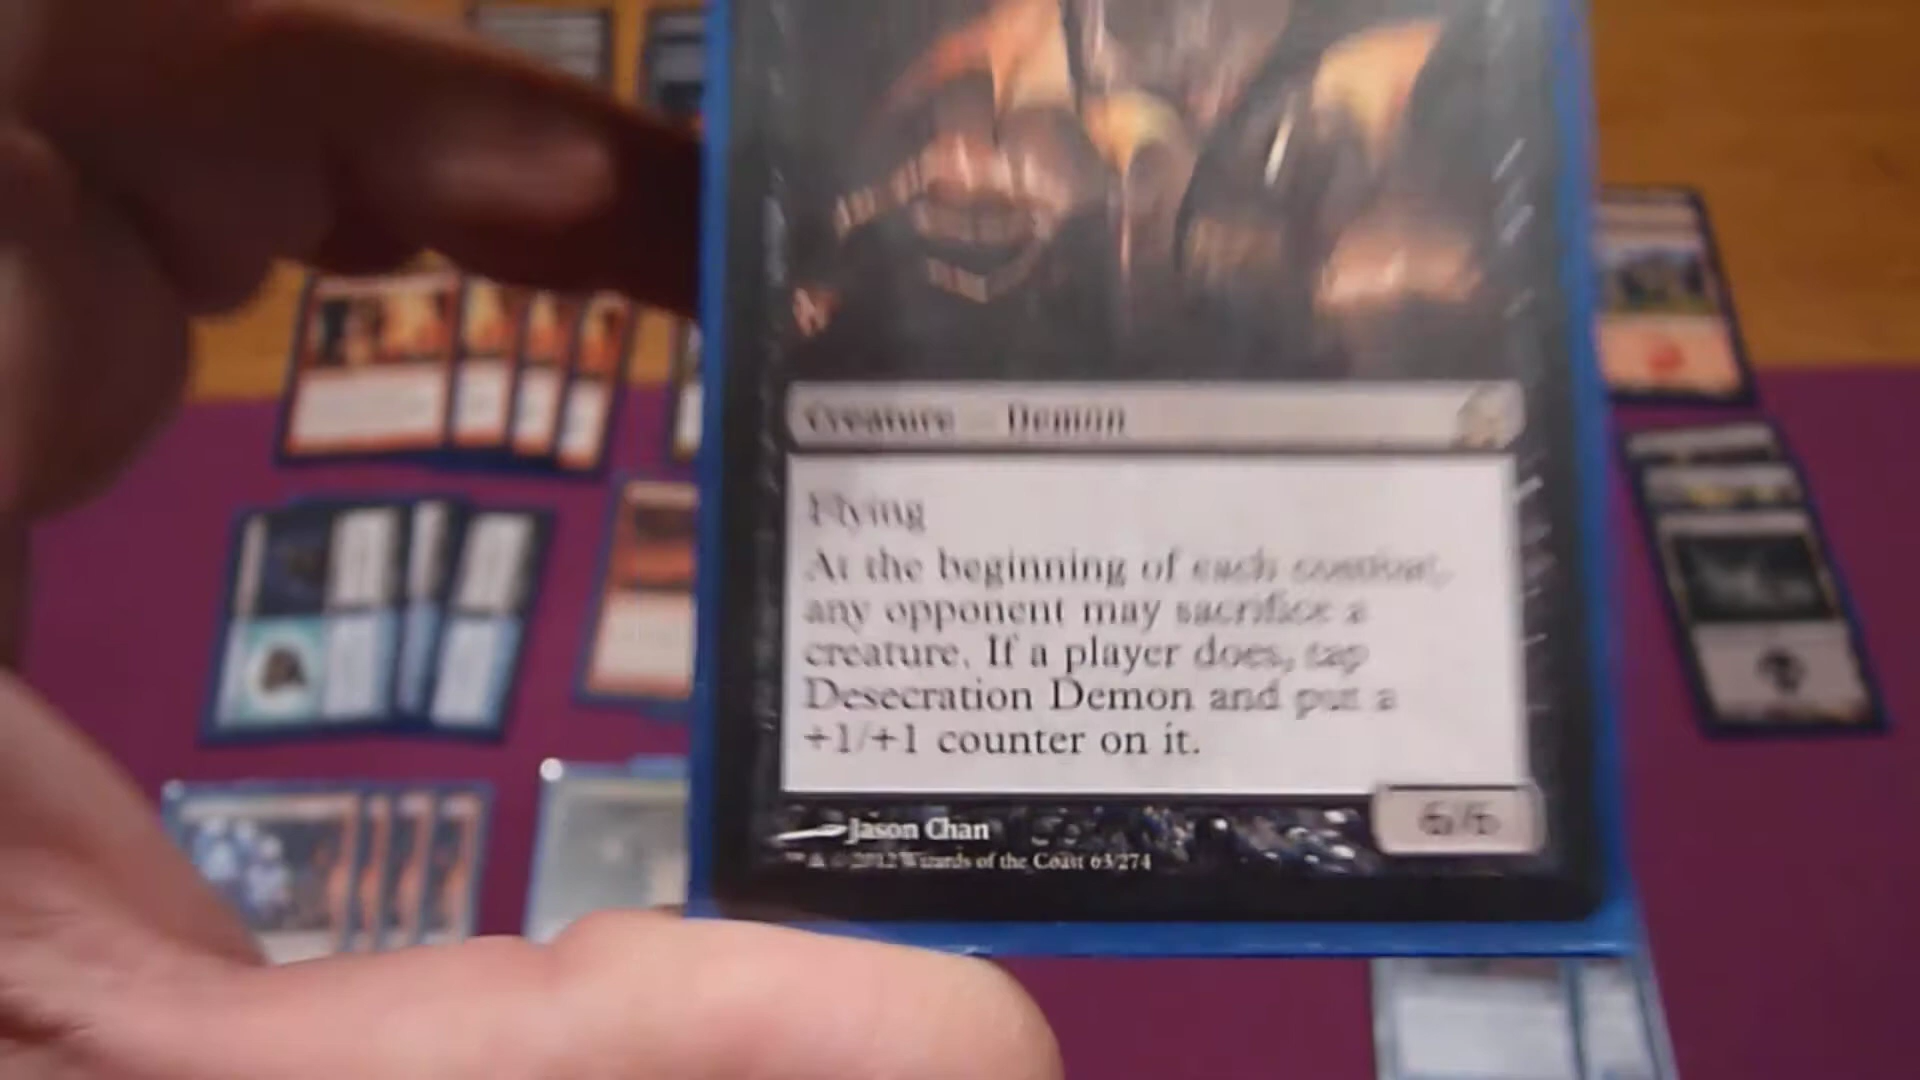 Creature — Demon
Flying
At the beginning of each combat,
any opponent may sacrifice a
creature. If a player does, tap
Desecration Demon and put a
+1/+1 counter on it.
6/6
Jason Chan
™ & © 2012 Wizards of the Coast 63/274